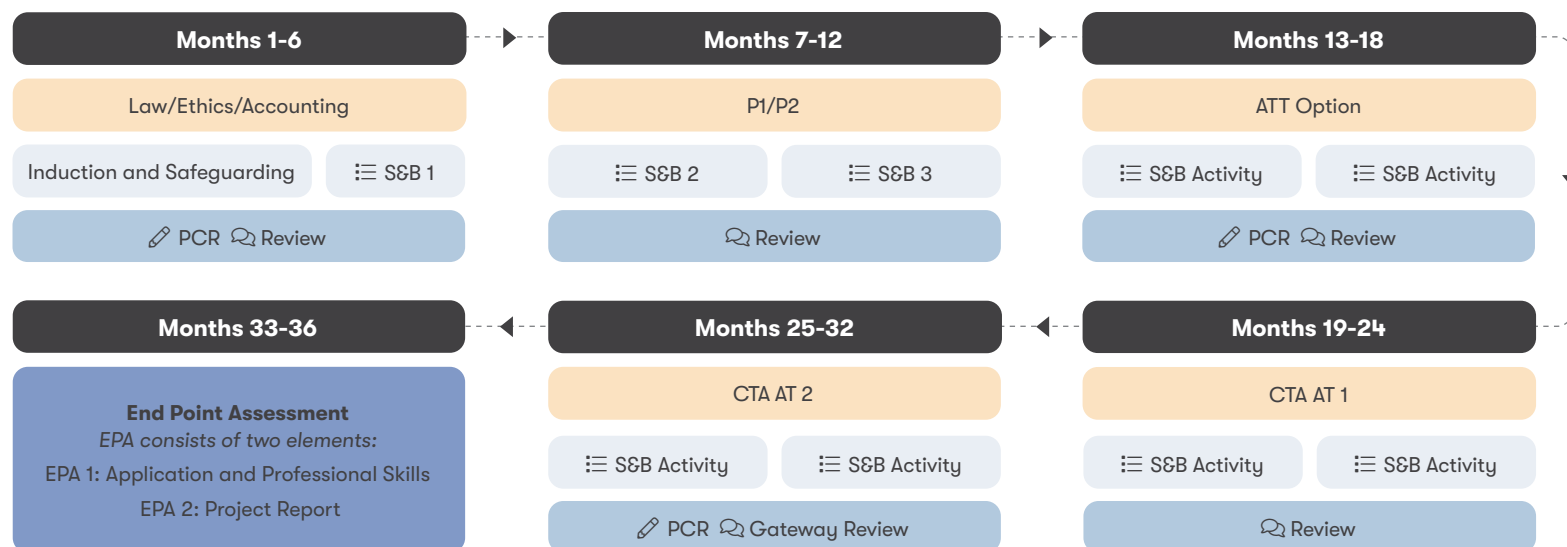 Months 1-6
Law/Ethics/Accounting
Induction and Safeguarding
S&B 1
PCR Review
Months 7-12
P1/P2
S&B 2
S&B 3
Review
Months 13-18
ATT Option
S&B Activity
S&B Activity
PCR Review
Months 19-24
CTA AT 1
S&B Activity
S&B Activity
Review
Months 25-32
CTA AT 2
S&B Activity
S&B Activity
PCR Gateway Review
Months 33-36
End Point Assessment
EPA consists of two elements:
EPA 1: Application and Professional Skills
EPA 2: Project Report